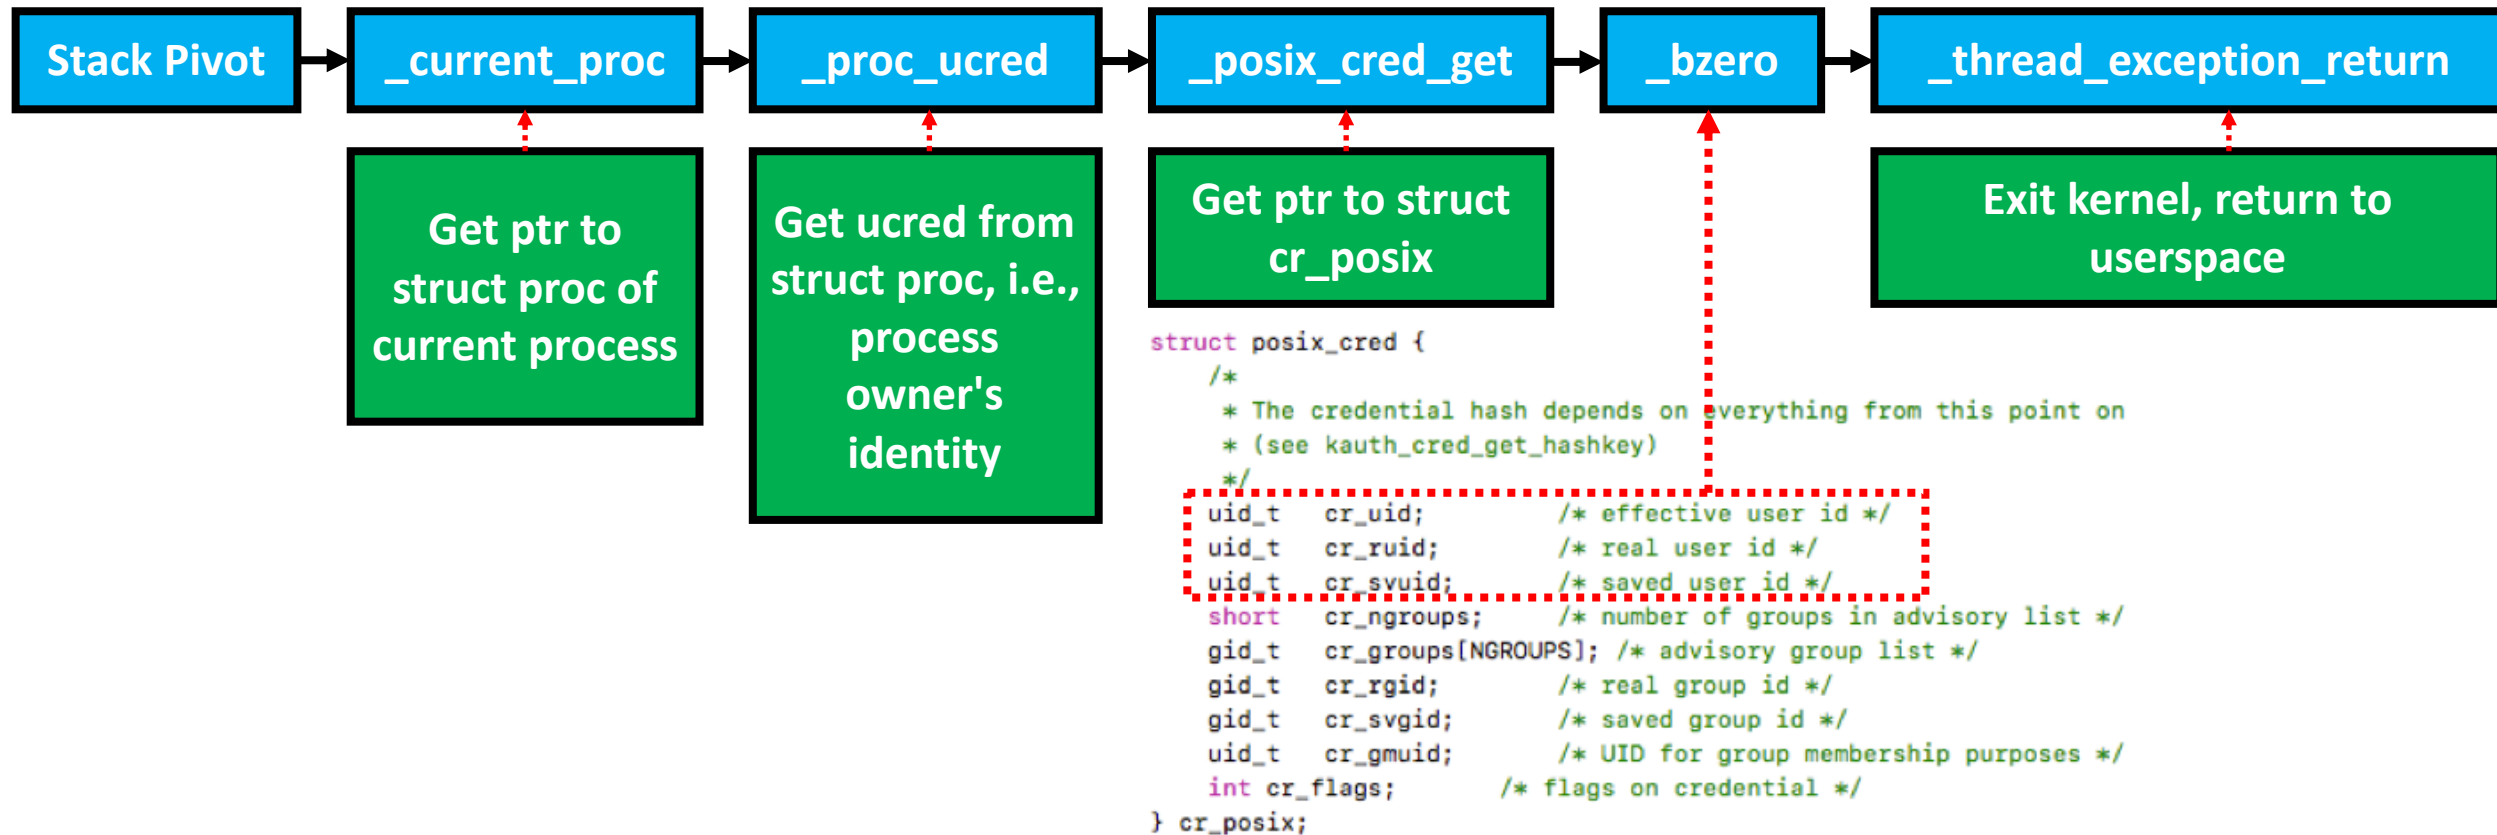 Stack Pivot
_current_proc
_proc_ucred
_posix_cred_get
_bzero
_thread_exception_return
Get ptr to
struct proc of
current process
Get ucred from
struct proc, i.e.,
process
owner's
identity
Get ptr to struct
cr_posix
Exit kernel, return to
userspace
struct posix_cred {
/*
* The credential hash depends on everything from this point on
* (see kauth_cred_get_hashkey)
*/
uid_t cr_uid; /* effective user id */
uid_t cr_ruid; /* real user id */
uid_t cr_svuid; /* saved user id */
short cr_ngroups; /* number of groups in advisory list */
gid_t cr_groups[NGROUPS]; /* advisory group list */
gid_t cr_rgid; /* real group id */
gid_t cr_svgid; /* saved group id */
uid_t cr_gmuid; /* UID for group membership purposes */
int cr_flags; /* flags on credential */
} cr_posix;